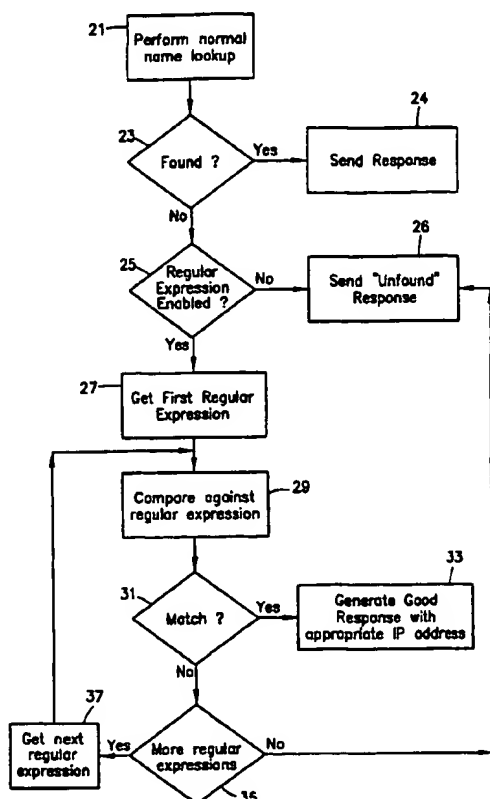 21
Perform normal
name lookup
23
Found ?
Yes
24
Send Response
No
25
Regular
Expression
Enabled ?
No
26
Send "Unfound"
Response
Yes
27
Get First Regular
Expression
29
Compare against
regular expression
31
Match ?
Yes
33
Generate Good
Response with
appropriate IP address
No
37
Get next
regular
expression
Yes
More regular
expressions
No